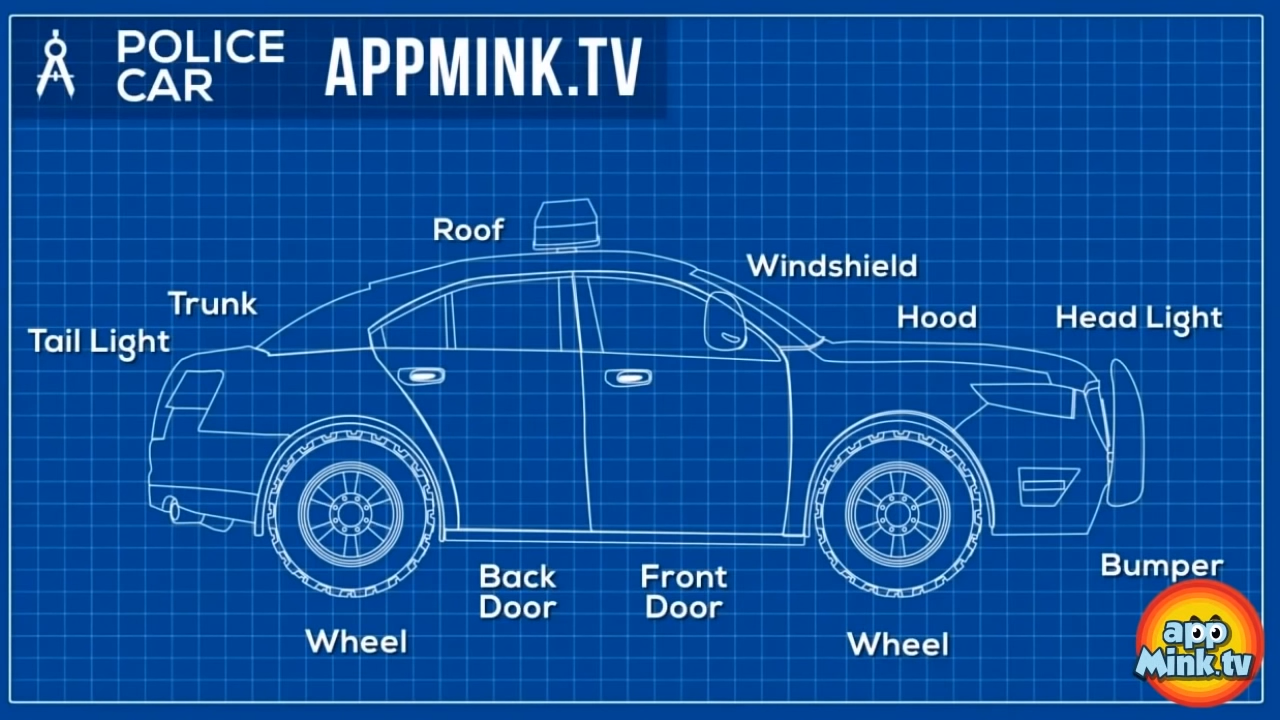 POLICE
CAR
APPMINK.TV
Roof
Windshield
Trunk
Hood
Head Light
Tail Light
Back
Door
Front
Door
Bumper
Wheel
Wheel
app
Mink.tv